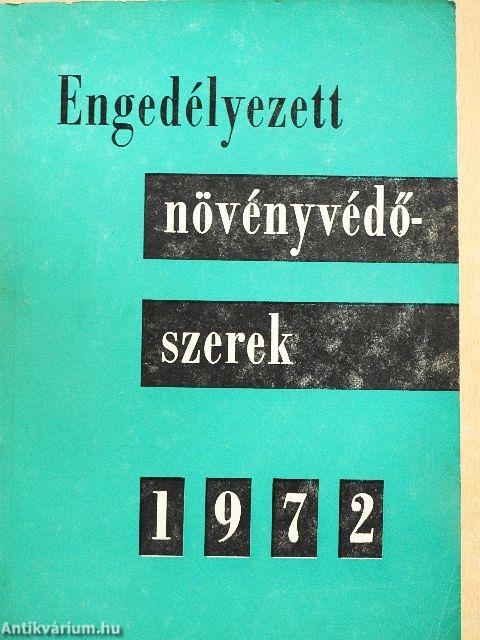 Engedélyezett
növényvédő-
szerek
1972
Antikvárium.hu